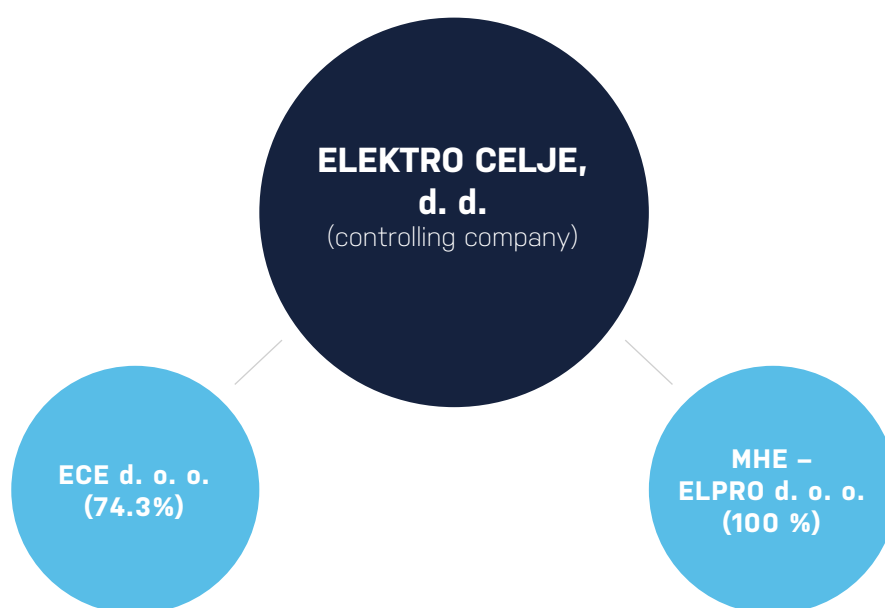 ELEKTRO CELJE,
d. d.
(controlling company)
ECE d. o. o.
(74.3%)
MHE –
ELPRO d. o. o.
(100 %)